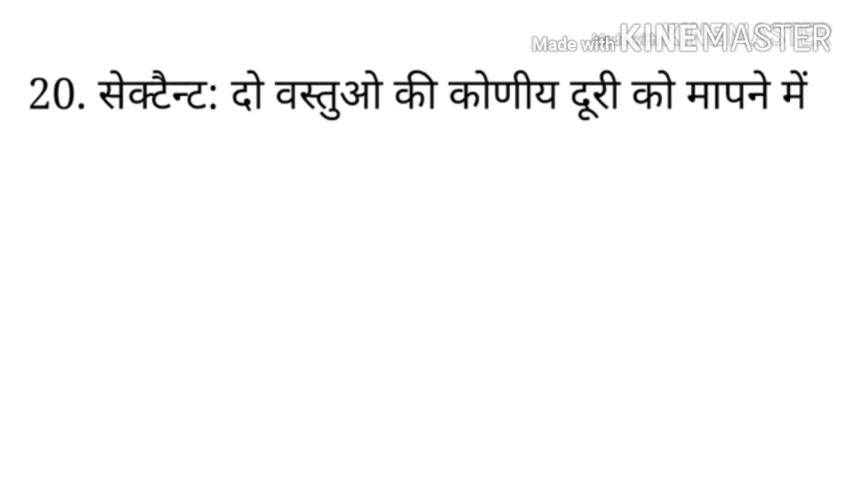 Made with KINEMASTER
20. सेक्टैन्ट: दो वस्तुओ की कोणीय दूरी को मापने में